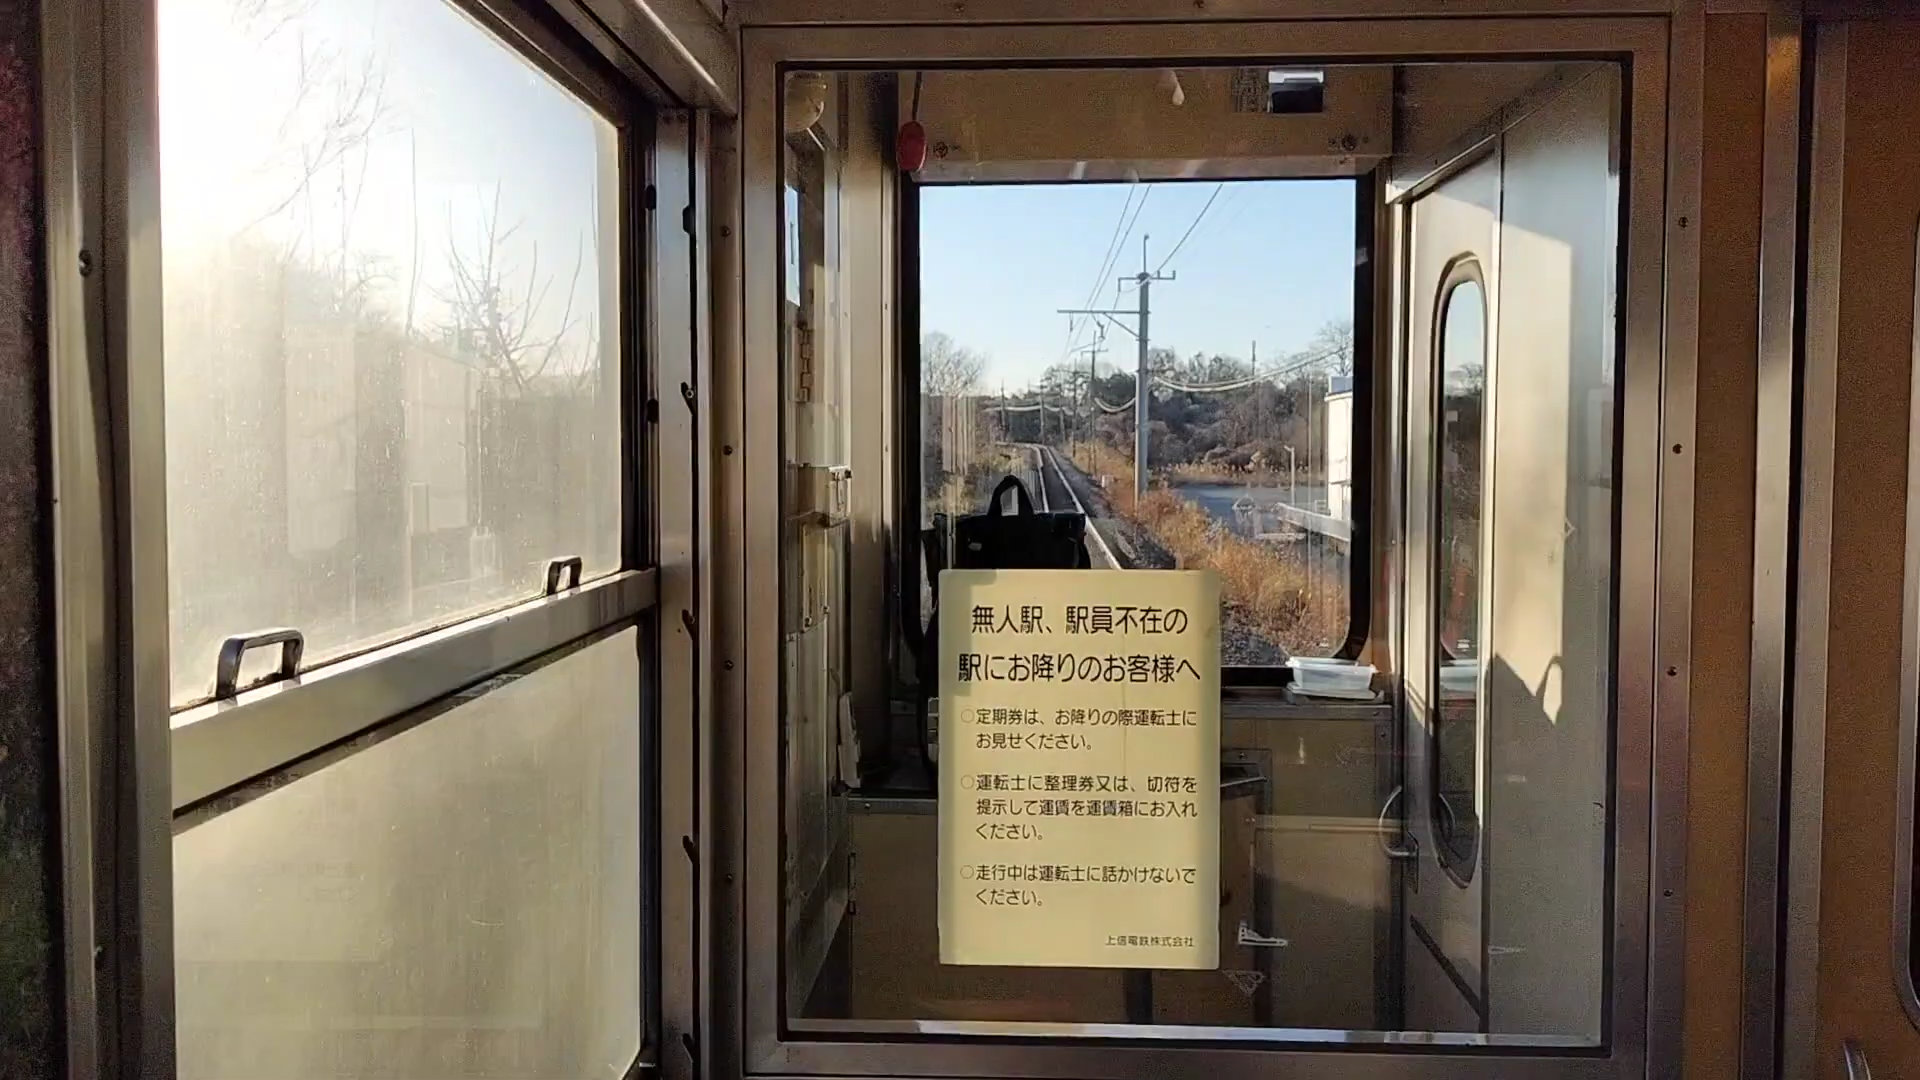 無人駅、駅員不在の
駅にお降りのお客様へ
○定期券は、お降りの際運転士に
お見せください。
○運転士に整理券又は、切符を
提示して運賃を運賃箱にお入れ
ください。
○走行中は運転士に話かけないで
ください。
上信電鉄株式会社